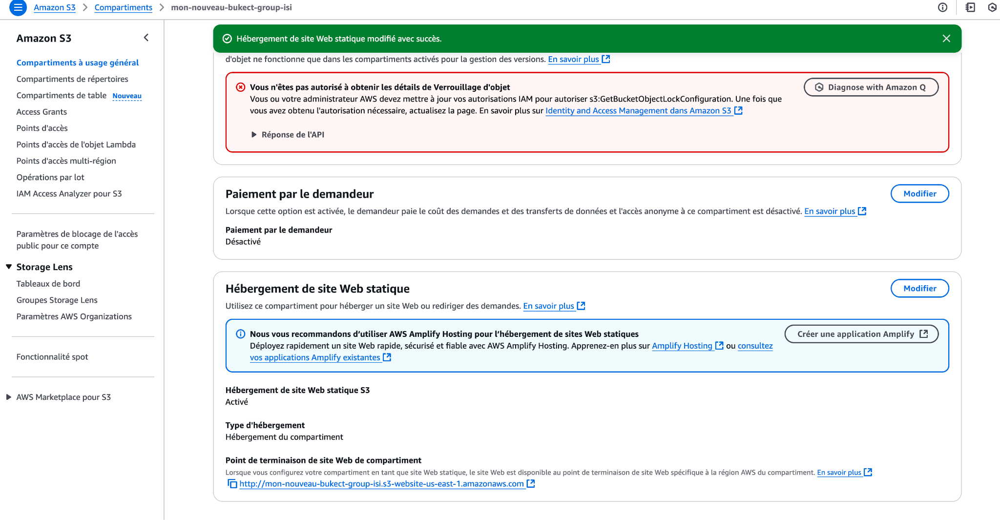 Amazon S3 > Compartiments > mon-nouveau-bukect-group-isi
Amazon S3
Compartiments à usage général
Compartiments de répertoires
Compartiments de table Nouveau
Access Grants
Points d'accès
Points d'accès de l'objet Lambda
Points d'accès multi-région
Opérations par lot
IAM Access Analyzer pour S3
Paramètres de blocage de l'accès
public pour ce compte
Storage Lens
Tableaux de bord
Groupes Storage Lens
Paramètres AWS Organizations
Fonctionnalité spot
AWS Marketplace pour S3
Hébergement de site Web statique modifié avec succès.
d'objet ne fonctionne que dans les compartiments activés pour la gestion des versions. En savoir plus
Vous n'êtes pas autorisé à obtenir les détails de Verrouillage d'objet
Diagnose with Amazon Q
Vous ou votre administrateur AWS devez mettre à jour vos autorisations IAM pour autoriser s3:GetBucketObjectLockConfiguration. Une fois que
vous avez obtenu l'autorisation nécessaire, actualisez la page. En savoir plus sur Identity and Access Management dans Amazon S3
Réponse de l'API
Paiement par le demandeur
Modifier
Lorsque cette option est activée, le demandeur paie le coût des demandes et des transferts de données et l'accès anonyme à ce compartiment est désactivé. En savoir plus
Paiement par le demandeur
Désactivé
Hébergement de site Web statique
Modifier
Utilisez ce compartiment pour héberger un site Web ou rediriger des demandes. En savoir plus
Nous vous recommandons d’utiliser AWS Amplify Hosting pour l’hébergement de sites Web statiques
Créer une application Amplify
Déployez rapidement un site Web rapide, sécurisé et fiable avec AWS Amplify Hosting. Apprenez-en plus sur Amplify Hosting ou consultez
vos applications Amplify existantes
Hébergement de site Web statique S3
Activé
Type d'hébergement
Hébergement du compartiment
Point de terminaison de site Web de compartiment
Lorsque vous configurez votre compartiment en tant que site Web statique, le site Web est disponible au point de terminaison de site Web spécifique à la région AWS du compartiment. En savoir plus
http://mon-nouveau-bukect-group-isi.s3-website-us-east-1.amazonaws.com